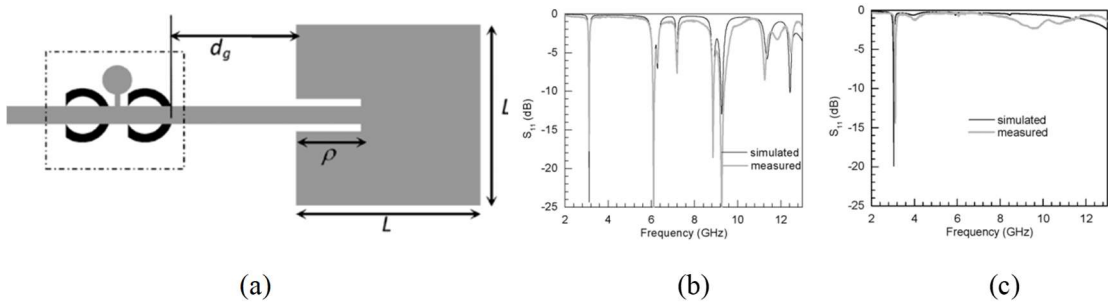 d_g
L
ρ
L
0
-5
-10
-15
-20
-25
S₁₁ (dB)
simulated
measured
2 4 6 8 10 12
Frequency (GHz)
0
-5
-10
-15
-20
-25
S₁₁ (dB)
simulated
measured
2 4 6 8 10 12
Frequency (GHz)
(a) (b) (c)